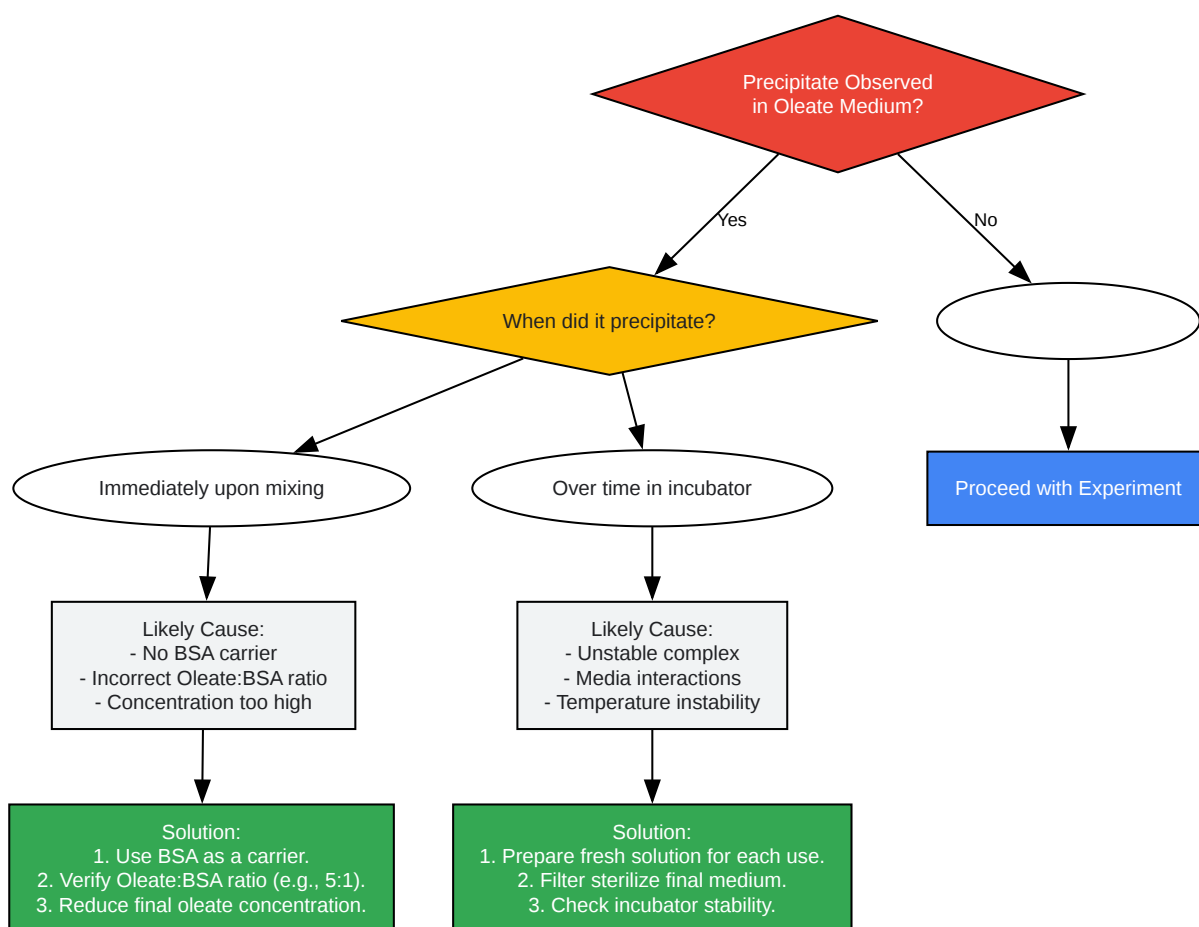 Precipitate Observed
in Oleate Medium?
Yes
No
When did it precipitate?
Immediately upon mixing
Over time in incubator
Proceed with Experiment
Likely Cause:
- No BSA carrier
- Incorrect Oleate:BSA ratio
- Concentration too high
Likely Cause:
- Unstable complex
- Media interactions
- Temperature instability
Solution:
1. Use BSA as a carrier.
2. Verify Oleate:BSA ratio (e.g., 5:1).
3. Reduce final oleate concentration.
Solution:
1. Prepare fresh solution for each use.
2. Filter sterilize final medium.
3. Check incubator stability.